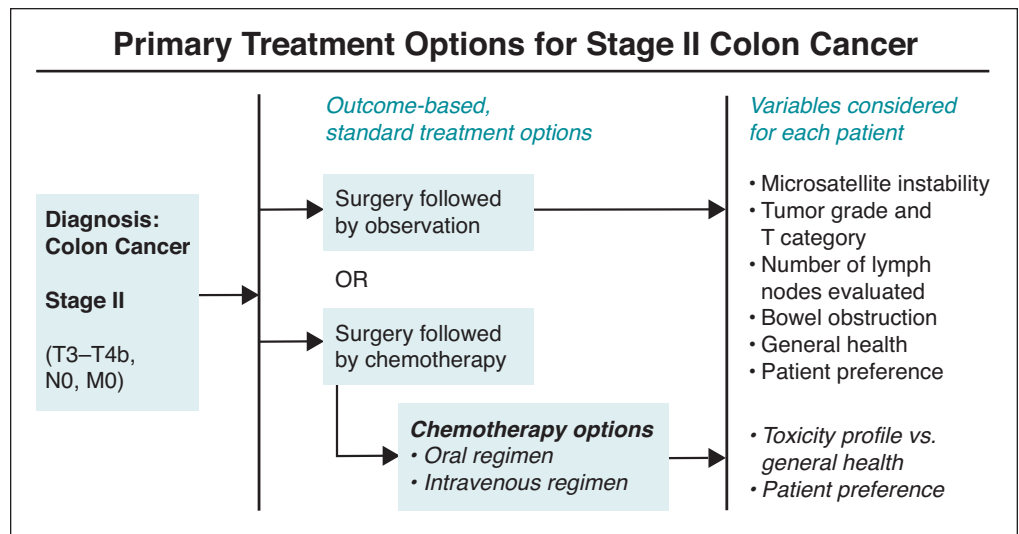 Primary Treatment Options for Stage II Colon Cancer
Diagnosis:
Colon Cancer
Stage II
(T3–T4b,
N0, M0)
Outcome-based,
standard treatment options
Surgery followed
by observation
OR
Surgery followed
by chemotherapy
Chemotherapy options
• Oral regimen
• Intravenous regimen
Variables considered
for each patient
• Microsatellite instability
• Tumor grade and
T category
• Number of lymph
nodes evaluated
• Bowel obstruction
• General health
• Patient preference
• Toxicity profile vs.
general health
• Patient preference